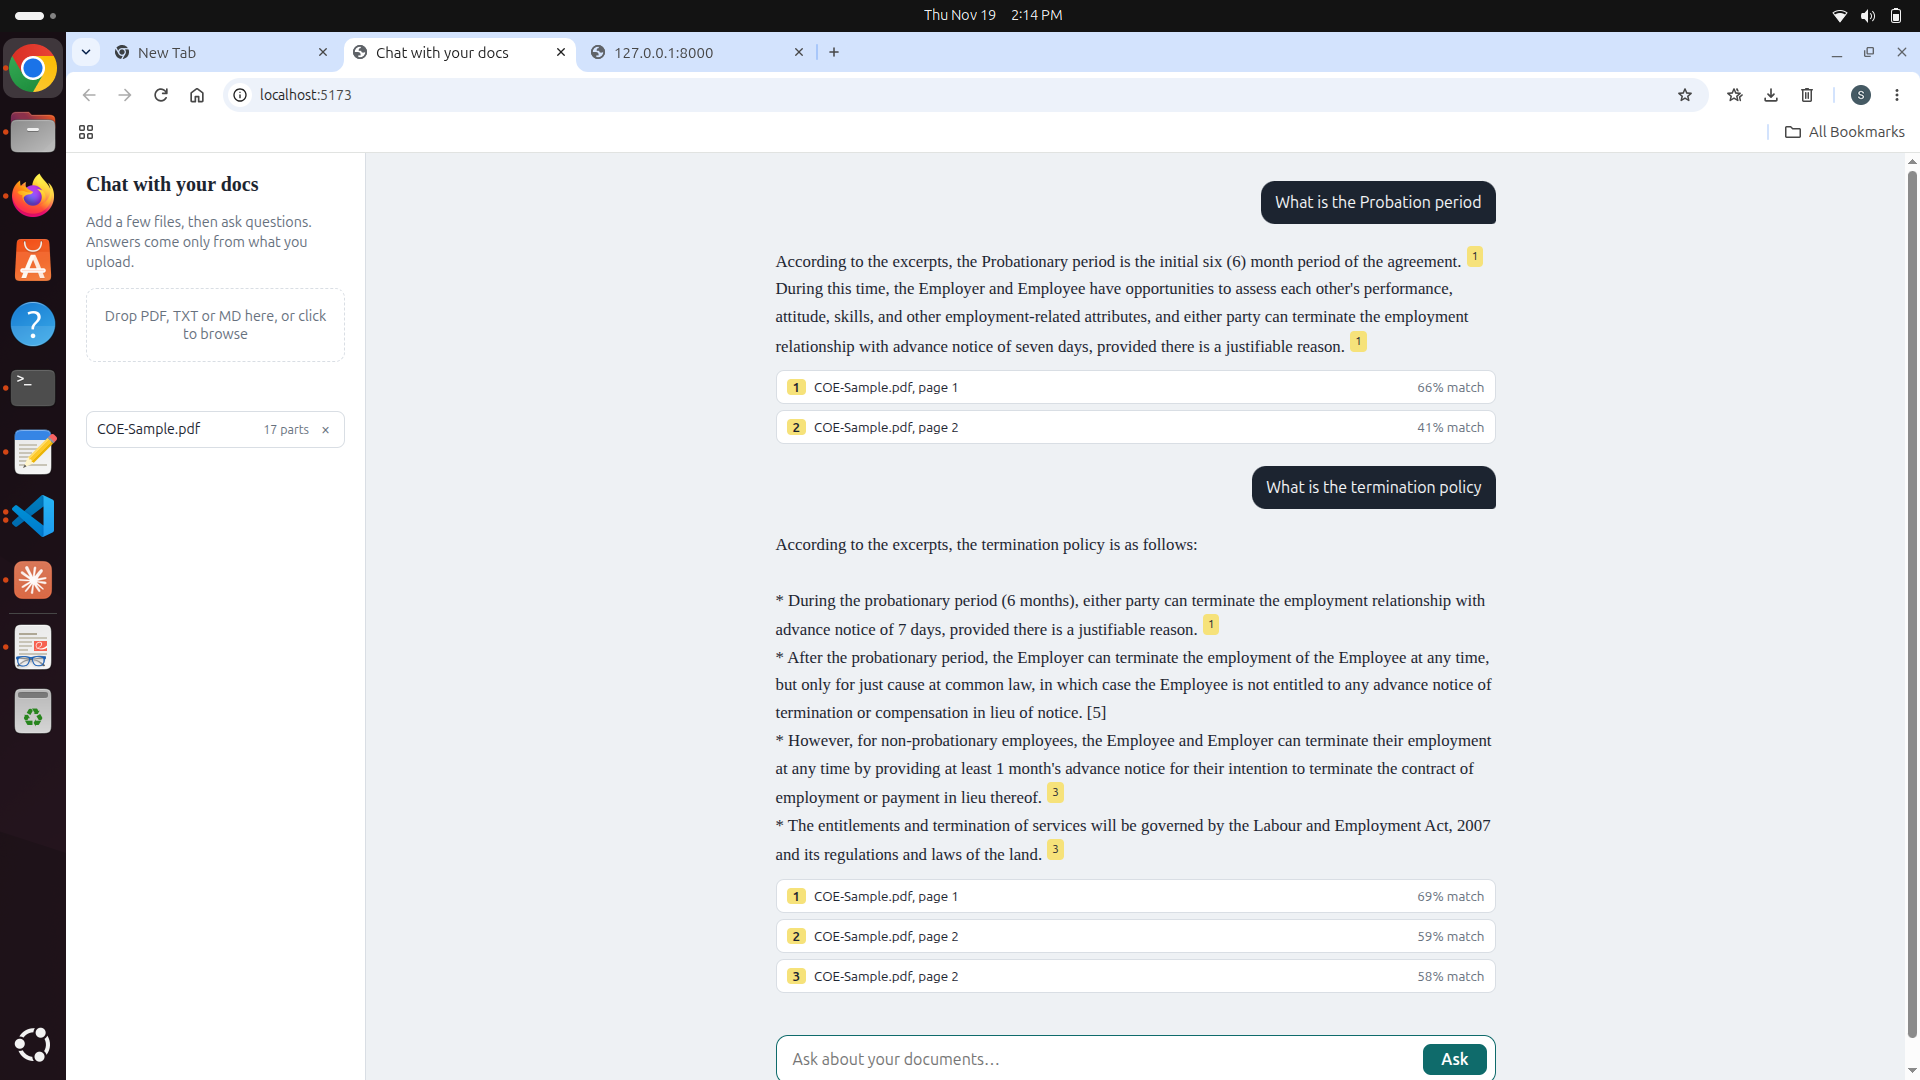 Thu Nov 19 2:14 PM
New Tab
Chat with your docs
127.0.0.1:8000
localhost:5173
S
All Bookmarks
Chat with your docs
Add a few files, then ask questions.
Answers come only from what you
upload.
Drop PDF, TXT or MD here, or click
to browse
COE-Sample.pdf 17 parts ×
What is the Probation period
According to the excerpts, the Probationary period is the initial six (6) month period of the agreement. 1
During this time, the Employer and Employee have opportunities to assess each other's performance,
attitude, skills, and other employment-related attributes, and either party can terminate the employment
relationship with advance notice of seven days, provided there is a justifiable reason. 1
1 COE-Sample.pdf, page 1 66% match
2 COE-Sample.pdf, page 2 41% match
What is the termination policy
According to the excerpts, the termination policy is as follows:
* During the probationary period (6 months), either party can terminate the employment relationship with
advance notice of 7 days, provided there is a justifiable reason. 1
* After the probationary period, the Employer can terminate the employment of the Employee at any time,
but only for just cause at common law, in which case the Employee is not entitled to any advance notice of
termination or compensation in lieu of notice. [5]
* However, for non-probationary employees, the Employee and Employer can terminate their employment
at any time by providing at least 1 month's advance notice for their intention to terminate the contract of
employment or payment in lieu thereof. 3
* The entitlements and termination of services will be governed by the Labour and Employment Act, 2007
and its regulations and laws of the land. 3
1 COE-Sample.pdf, page 1 69% match
2 COE-Sample.pdf, page 2 59% match
3 COE-Sample.pdf, page 2 58% match
Ask about your documents…
Ask